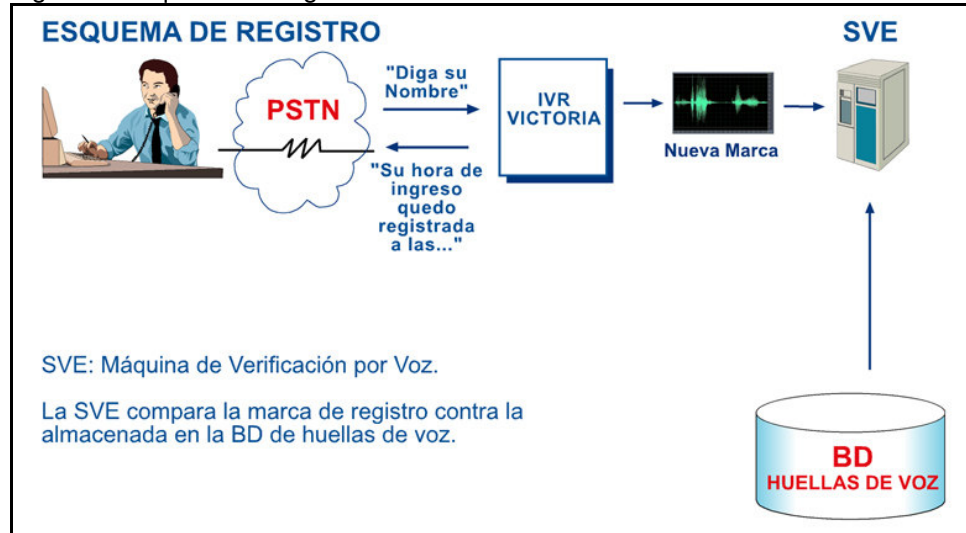 ESQUEMA DE REGISTRO
SVE
PSTN
"Diga su
Nombre"
"Su hora de
ingreso
quedo
registrada
a las..."
IVR
VICTORIA
Nueva Marca
SVE: Máquina de Verificación por Voz.
La SVE compara la marca de registro contra la
almacenada en la BD de huellas de voz.
BD
HUELLAS DE VOZ